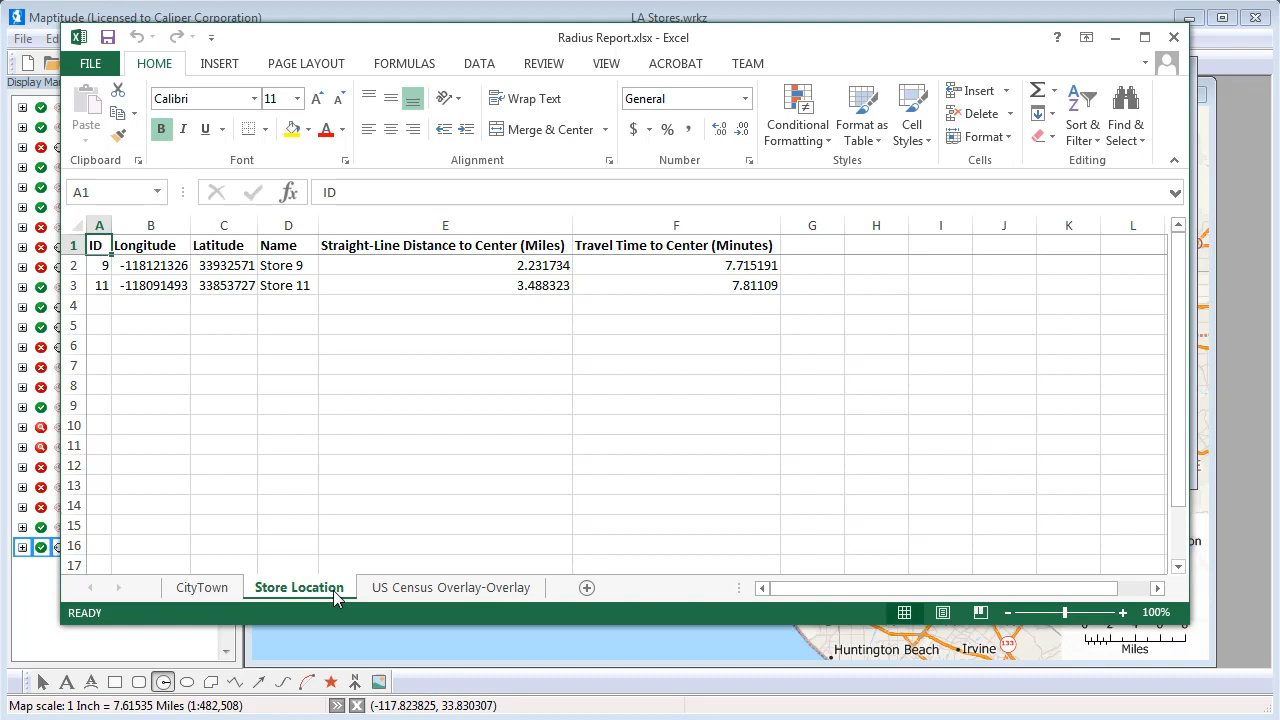 Maptitude (Licensed to Caliper Corporation) LA Stores.wrkz
File Ed
Radius Report.xlsx - Excel
FILE HOME INSERT PAGE LAYOUT FORMULAS DATA REVIEW VIEW ACROBAT TEAM
Display Ma
Paste
Calibri 11
B I U
Wrap Text
Merge & Center
General
$ % ,
Conditional Formatting
Format as Table
Cell Styles
Insert
Delete
Format
Sort & Filter
Find & Select
Clipboard Font Alignment Number Styles Cells Editing
A1 fx ID
A B C D E F G H I J K L
1 ID Longitude Latitude Name Straight-Line Distance to Center (Miles) Travel Time to Center (Minutes)
2 9 -118121326 33932571 Store 9 2.231734 7.715191
3 11 -118091493 33853727 Store 11 3.488323 7.81109
4
5
6
7
8
9
10
11
12
13
14
15
16
17
CityTown Store Location US Census Overlay-Overlay
READY 100%
Huntington Beach Irvine 133
Miles
Map scale: 1 Inch = 7.61535 Miles (1:482,508) (-117.823825, 33.830307)